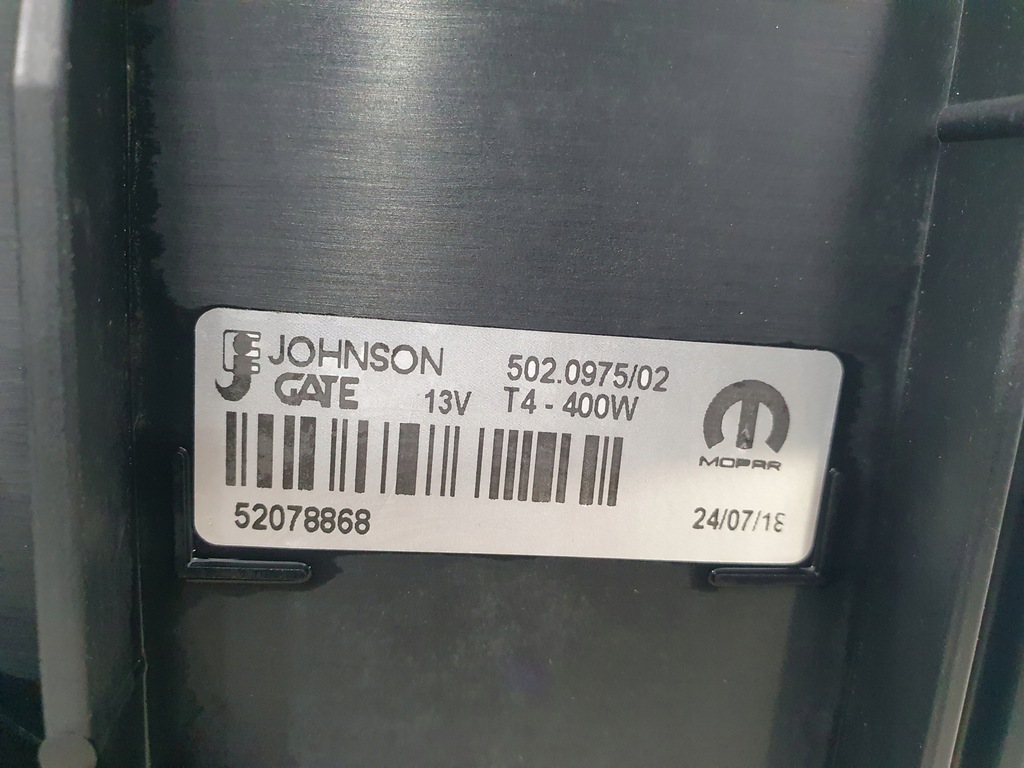 JOHNSON
GATE
502.0975/02
13V T4 - 400W
MOPAR
52078868
24/07/18